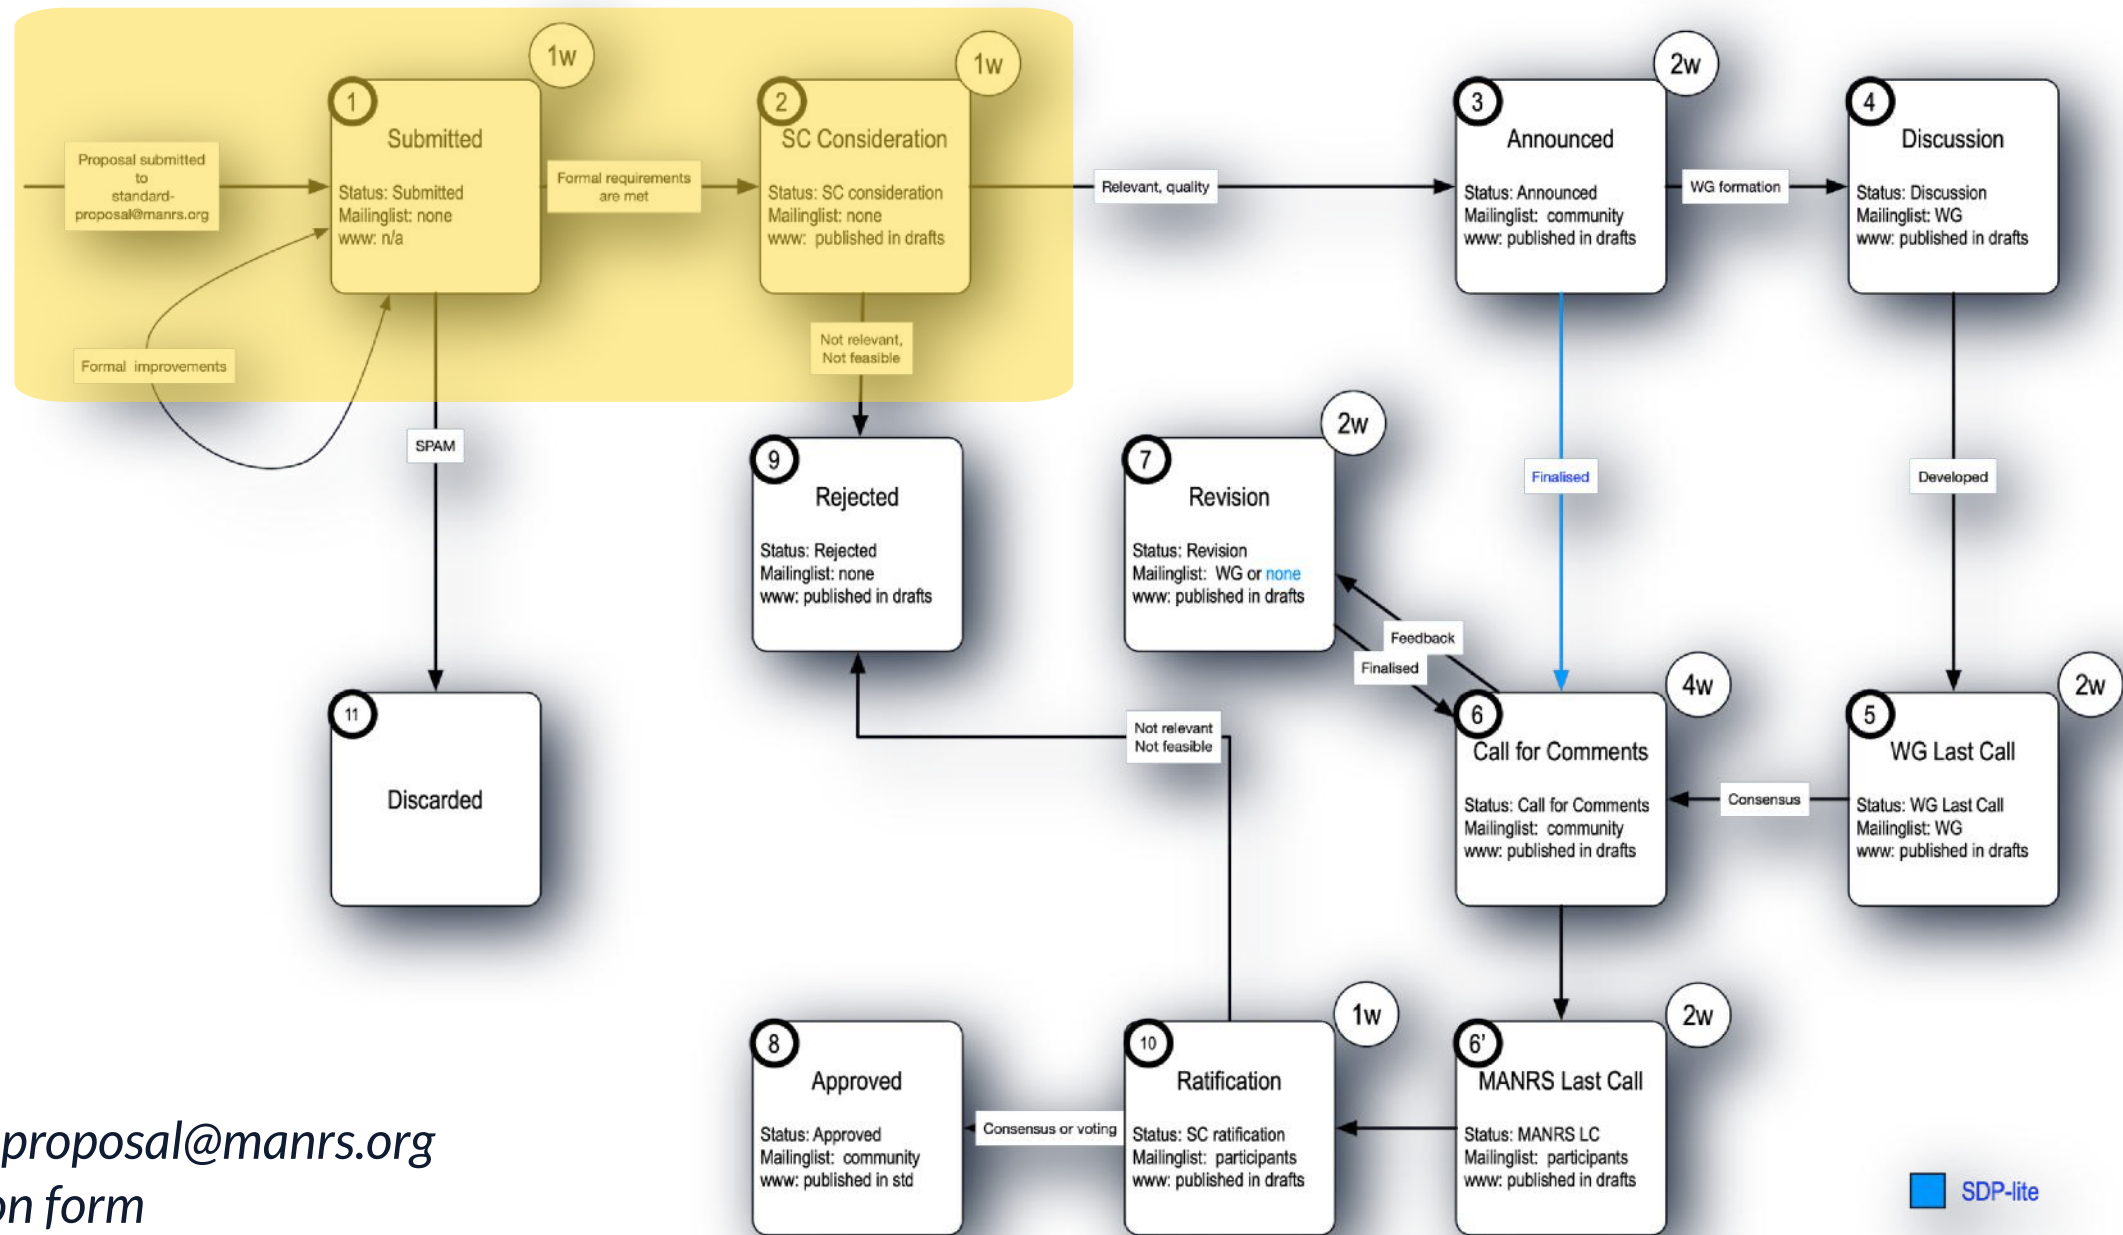 1w
1
Submitted
Status: Submitted
Mailinglist: none
www: n/a
Proposal submitted
to
standard-
proposal@manrs.org
Formal improvements
Formal requirements
are met
1w
2
SC Consideration
Status: SC consideration
Mailinglist: none
www: published in drafts
Relevant, quality
Not relevant,
Not feasible
SPAM
2w
3
Announced
Status: Announced
Mailinglist: community
www: published in drafts
WG formation
4
Discussion
Status: Discussion
Mailinglist: WG
www: published in drafts
Finalised
Developed
9
Rejected
Status: Rejected
Mailinglist: none
www: published in drafts
2w
7
Revision
Status: Revision
Mailinglist: WG or none
www: published in drafts
Feedback
Finalised
11
Discarded
Not relevant
Not feasible
4w
6
Call for Comments
Status: Call for Comments
Mailinglist: community
www: published in drafts
Consensus
2w
5
WG Last Call
Status: WG Last Call
Mailinglist: WG
www: published in drafts
8
Approved
Status: Approved
Mailinglist: community
www: published in std
Consensus or voting
1w
10
Ratification
Status: SC ratification
Mailinglist: participants
www: published in drafts
2w
6'
MANRS Last Call
Status: MANRS LC
Mailinglist: participants
www: published in drafts
proposal@manrs.org
on form
SDP-lite